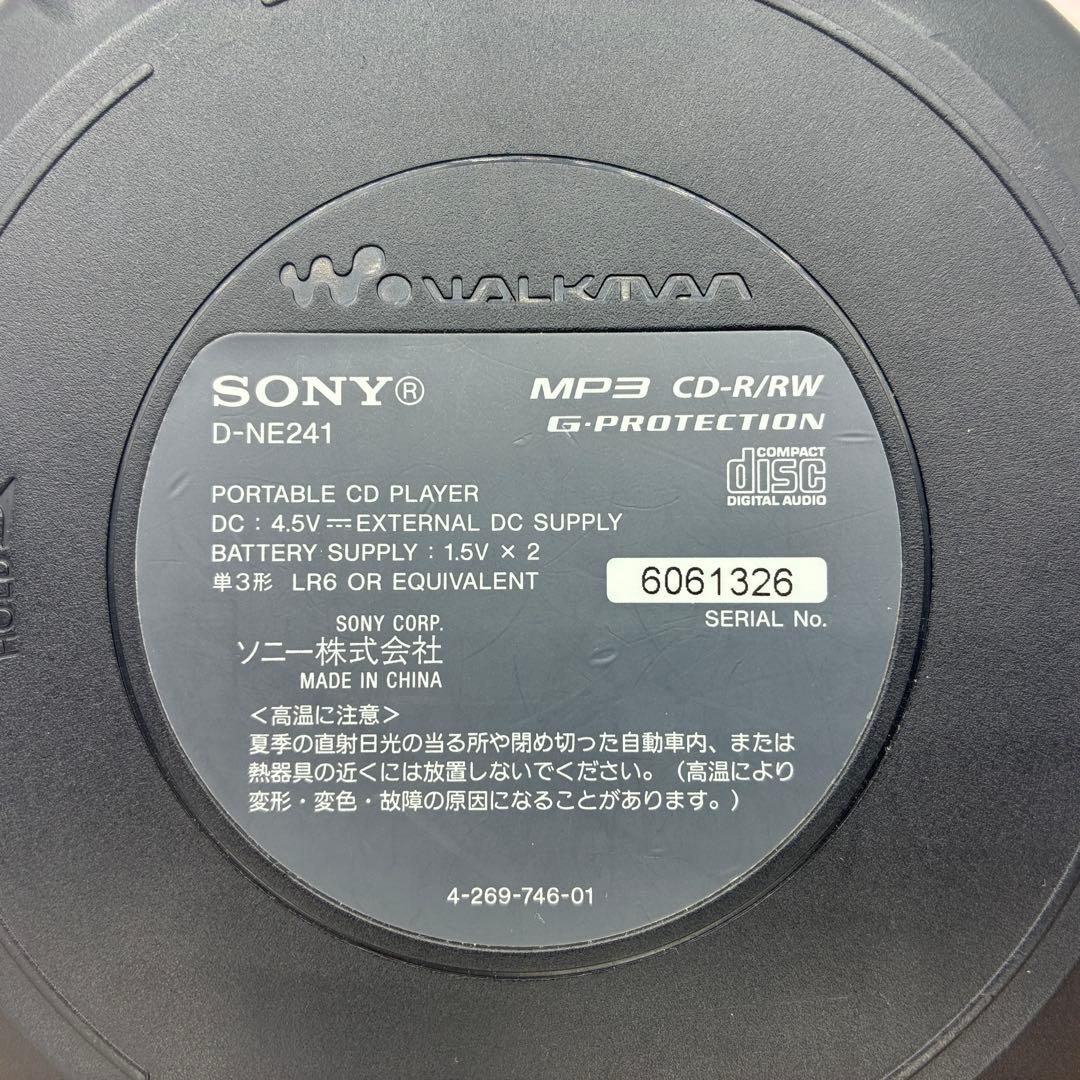 WALKMAN
SONY®
MP3 CD-R/RW
D-NE241
G-PROTECTION
COMPACT
disc
DIGITAL AUDIO
PORTABLE CD PLAYER
DC : 4.5V ⎓ EXTERNAL DC SUPPLY
BATTERY SUPPLY : 1.5V × 2
単3形 LR6 OR EQUIVALENT
6061326
SERIAL No.
SONY CORP.
ソニー株式会社
MADE IN CHINA
＜高温に注意＞
夏季の直射日光の当る所や閉め切った自動車内、または
熱器具の近くには放置しないでください。（高温により
変形・変色・故障の原因になることがあります。）
4-269-746-01
HOLD